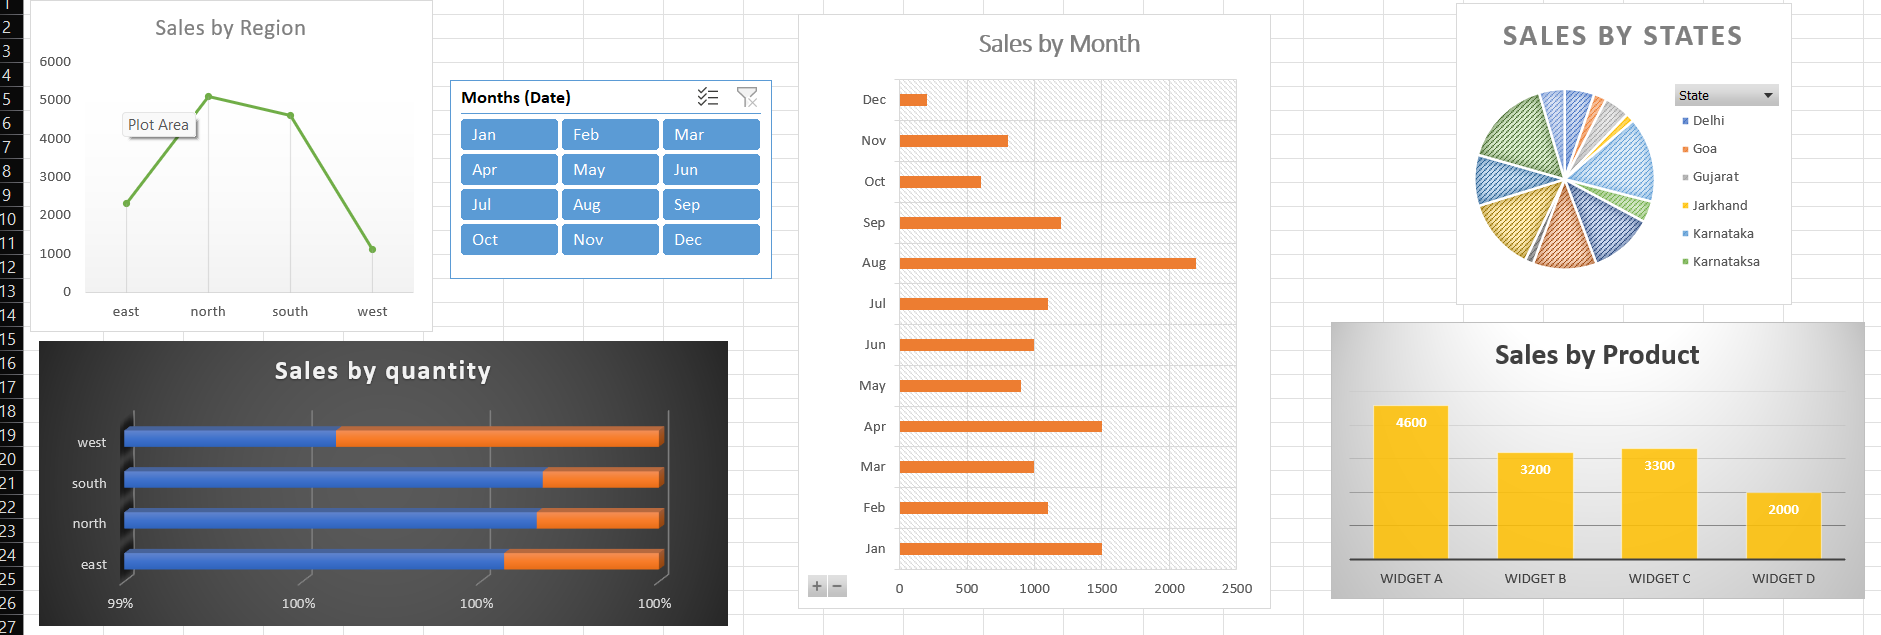 1
2
3
4
5
6
7
8
9
10
11
12
13
14
15
16
17
18
19
20
21
22
23
24
25
26
27
Sales by Region
6000
5000
4000
3000
2000
1000
0
Plot Area
east north south west
Months (Date)
Jan Feb Mar
Apr May Jun
Jul Aug Sep
Oct Nov Dec
Sales by quantity
west
south
north
east
99% 100% 100% 100%
Sales by Month
Dec
Nov
Oct
Sep
Aug
Jul
Jun
May
Apr
Mar
Feb
Jan
+ −
0 500 1000 1500 2000 2500
SALES BY STATES
State
Delhi
Goa
Gujarat
Jarkhand
Karnataka
Karnataksa
Sales by Product
4600
3200
3300
2000
WIDGET A WIDGET B WIDGET C WIDGET D